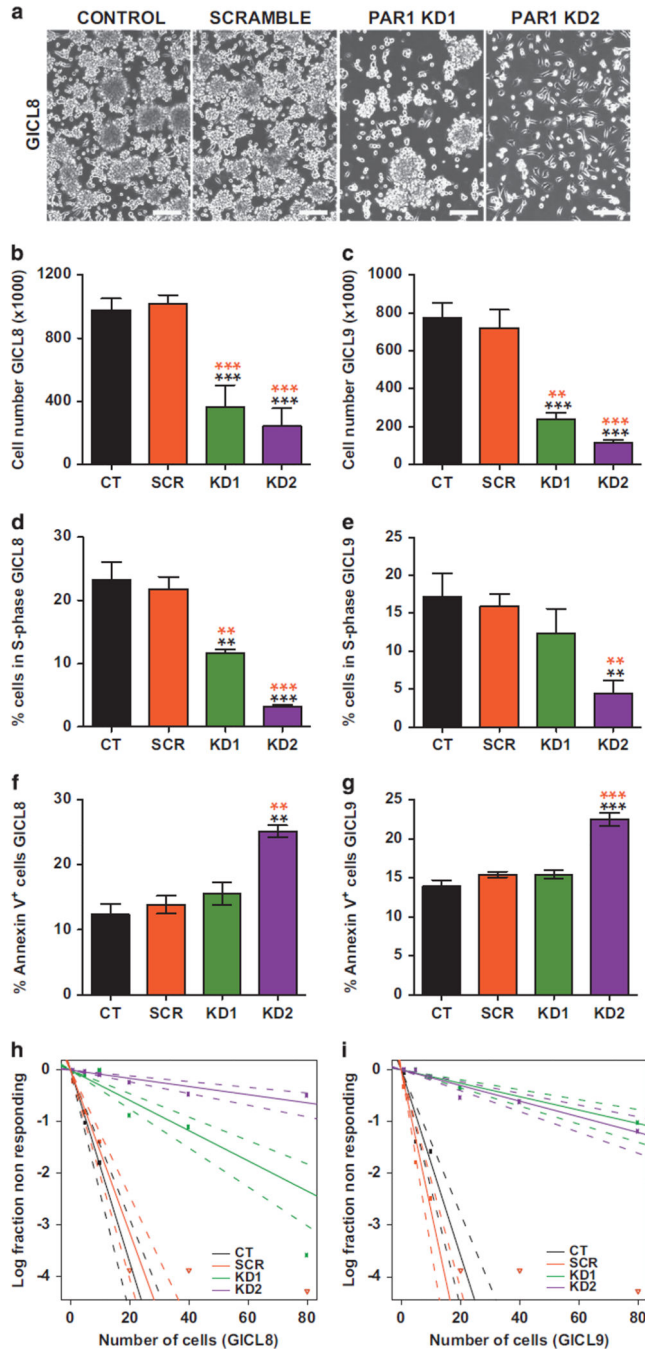 a
CONTROL SCRAMBLE PAR1 KD1 PAR1 KD2
GICL8
b
Cell number GICL8 (x1000)
1200
800
400
0
***
***
***
***
CT SCR KD1 KD2
c
Cell number GICL9 (x1000)
1000
800
600
400
200
0
**
***
***
***
CT SCR KD1 KD2
d
% cells in S-phase GICL8
30
20
10
0
**
**
***
***
CT SCR KD1 KD2
e
% cells in S-phase GICL9
25
20
15
10
5
0
**
**
CT SCR KD1 KD2
f
% Annexin V+ cells GICL8
30
20
10
0
**
**
CT SCR KD1 KD2
g
% Annexin V+ cells GICL9
25
20
15
10
5
0
***
***
CT SCR KD1 KD2
h
Log fraction non responding
0
-1
-2
-3
-4
CT
SCR
KD1
KD2
0 20 40 60 80
Number of cells (GICL8)
i
Log fraction non responding
0
-1
-2
-3
-4
CT
SCR
KD1
KD2
0 20 40 60 80
Number of cells (GICL9)